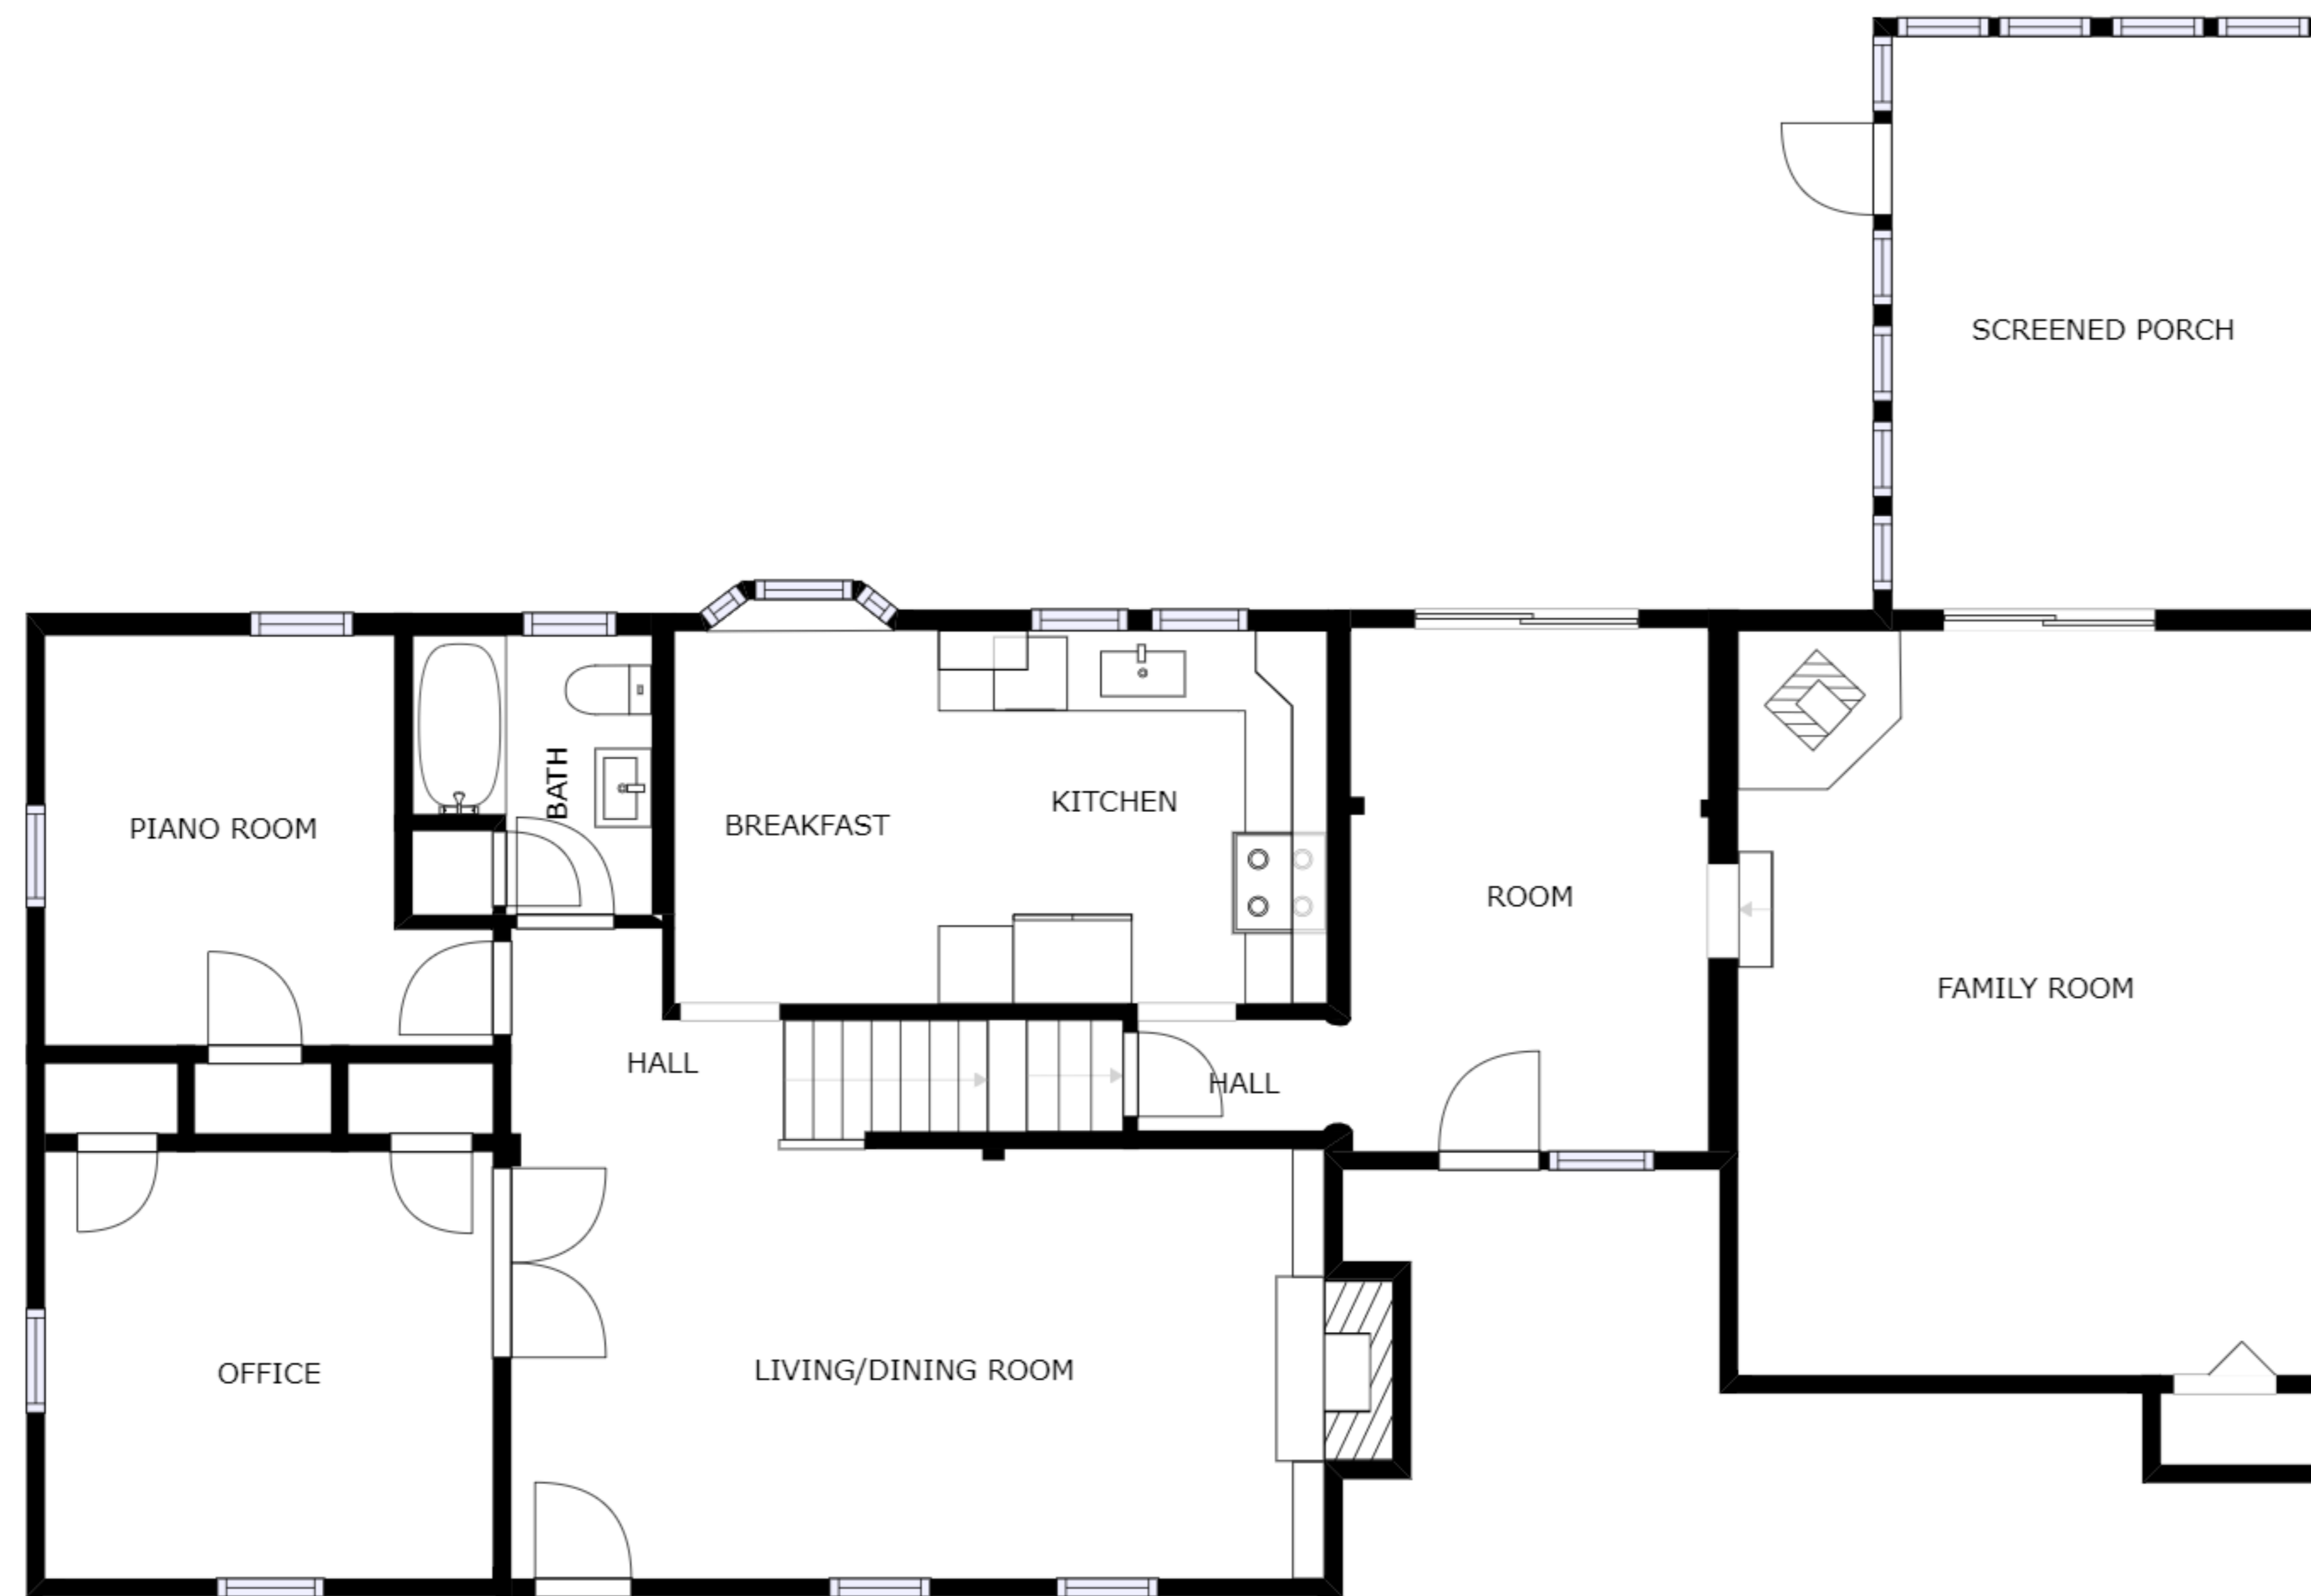 SCREENED PORCH
PIANO ROOM
BATH
BREAKFAST
KITCHEN
ROOM
FAMILY ROOM
HALL
HALL
OFFICE
LIVING/DINING ROOM